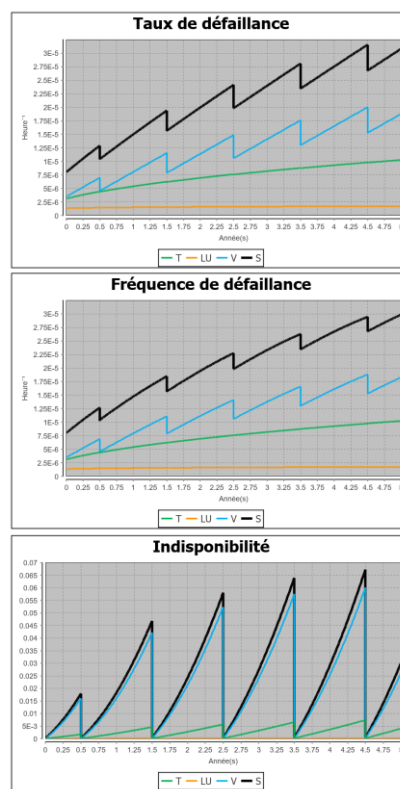 Taux de défaillance
3E-5
2.75E-5
2.5E-5
2.25E-5
2E-5
1.75E-5
1.5E-5
1.25E-5
1E-5
7.5E-6
5E-6
2.5E-6
0
Heure⁻¹
0 0.25 0.5 0.75 1 1.25 1.5 1.75 2 2.25 2.5 2.75 3 3.25 3.5 3.75 4 4.25 4.5 4.75 5
Année(s)
T LU V S
Fréquence de défaillance
3E-5
2.75E-5
2.5E-5
2.25E-5
2E-5
1.75E-5
1.5E-5
1.25E-5
1E-5
7.5E-6
5E-6
2.5E-6
0
Heure⁻¹
0 0.25 0.5 0.75 1 1.25 1.5 1.75 2 2.25 2.5 2.75 3 3.25 3.5 3.75 4 4.25 4.5 4.75 5
Année(s)
T LU V S
Indisponibilité
0.07
0.065
0.06
0.055
0.05
0.045
0.04
0.035
0.03
0.025
0.02
0.015
0.01
5E-3
0
0 0.25 0.5 0.75 1 1.25 1.5 1.75 2 2.25 2.5 2.75 3 3.25 3.5 3.75 4 4.25 4.5 4.75 5
Année(s)
T LU V S